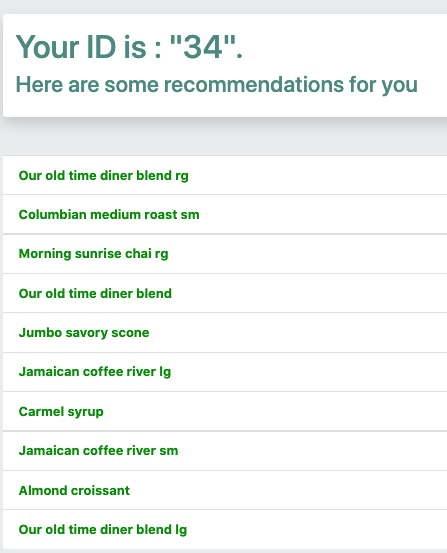 Your ID is : "34".
Here are some recommendations for you
Our old time diner blend rg
Columbian medium roast sm
Morning sunrise chai rg
Our old time diner blend
Jumbo savory scone
Jamaican coffee river lg
Carmel syrup
Jamaican coffee river sm
Almond croissant
Our old time diner blend lg